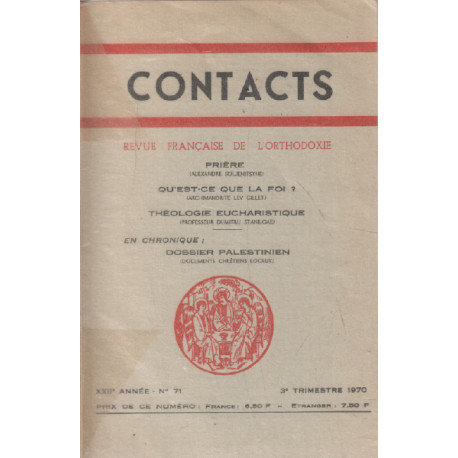 CONTACTS
REVUE FRANÇAISE DE L'ORTHODOXIE
PRIÈRE
(ALEXANDRE SOLJENITSYNE)
QU'EST-CE QUE LA FOI ?
(ARCHIMANDRITE LEV GILLET)
THÉOLOGIE EUCHARISTIQUE
(PROFESSEUR DUMITRU STANILOAE)
EN CHRONIQUE :
DOSSIER PALESTINIEN
(DOCUMENTS CHRÉTIENS LOCAUX)
XXIIe ANNÉE - N° 71
3e TRIMESTRE 1970
PRIX DE CE NUMÉRO : FRANCE : 6,50 F - ETRANGER : 7,50 F